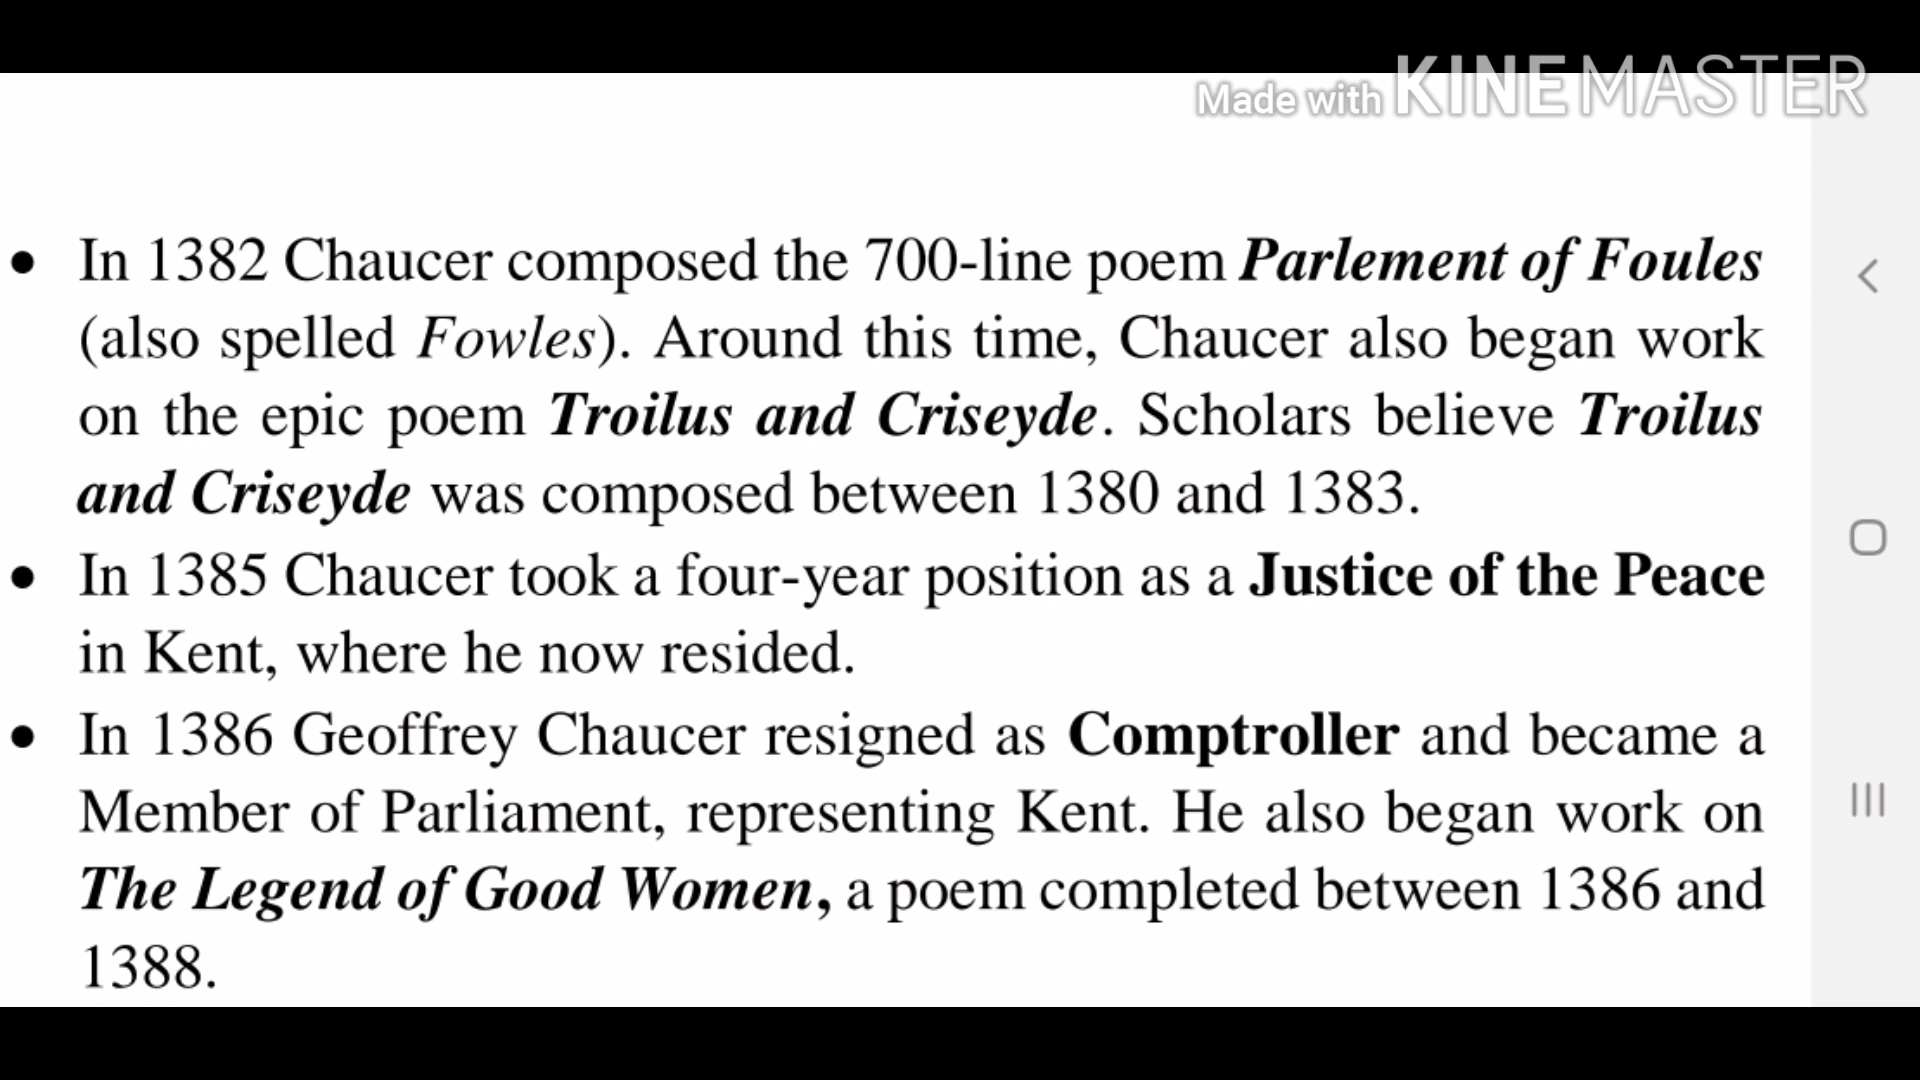 Made with KINEMASTER
• In 1382 Chaucer composed the 700-line poem Parlement of Foules
(also spelled Fowles). Around this time, Chaucer also began work
on the epic poem Troilus and Criseyde. Scholars believe Troilus
and Criseyde was composed between 1380 and 1383.
• In 1385 Chaucer took a four-year position as a Justice of the Peace
in Kent, where he now resided.
• In 1386 Geoffrey Chaucer resigned as Comptroller and became a
Member of Parliament, representing Kent. He also began work on
The Legend of Good Women, a poem completed between 1386 and
1388.